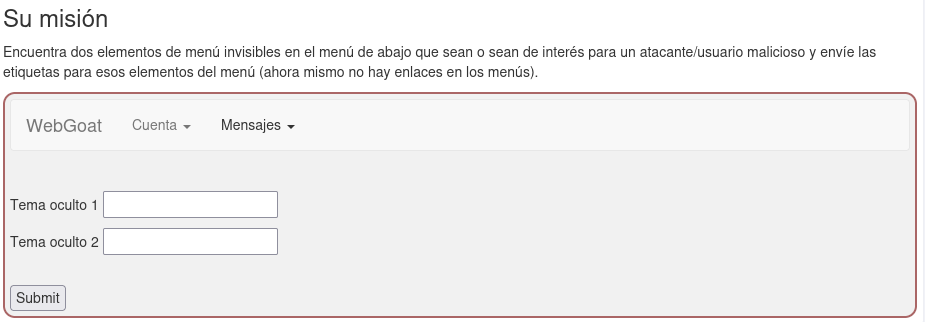 Su misión
Encuentra dos elementos de menú invisibles en el menú de abajo que sean o sean de interés para un atacante/usuario malicioso y envíe las
etiquetas para esos elementos del menú (ahora mismo no hay enlaces en los menús).
WebGoat Cuenta Mensajes
Tema oculto 1
Tema oculto 2
Submit